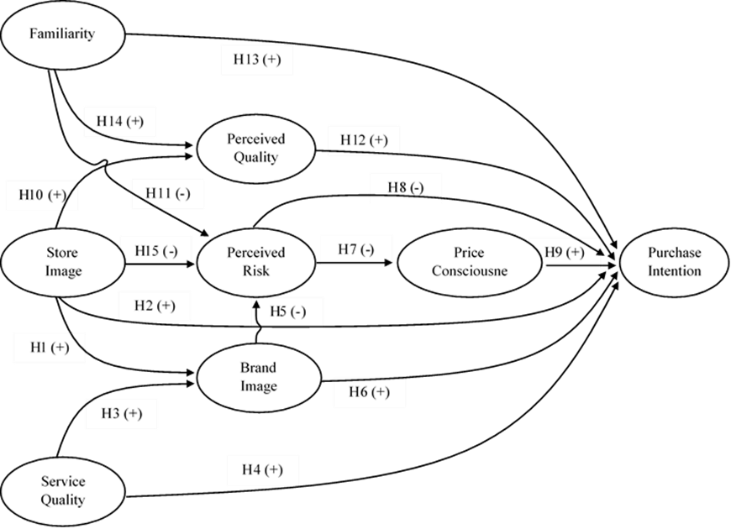 Familiarity
H13 (+)
H14 (+)
Perceived
Quality
H12 (+)
H10 (+)
H11 (-)
H8 (-)
Store
Image
H15 (-)
Perceived
Risk
H7 (-)
Price
Consciousne
H9 (+)
Purchase
Intention
H2 (+)
H5 (-)
H1 (+)
Brand
Image
H6 (+)
H3 (+)
H4 (+)
Service
Quality